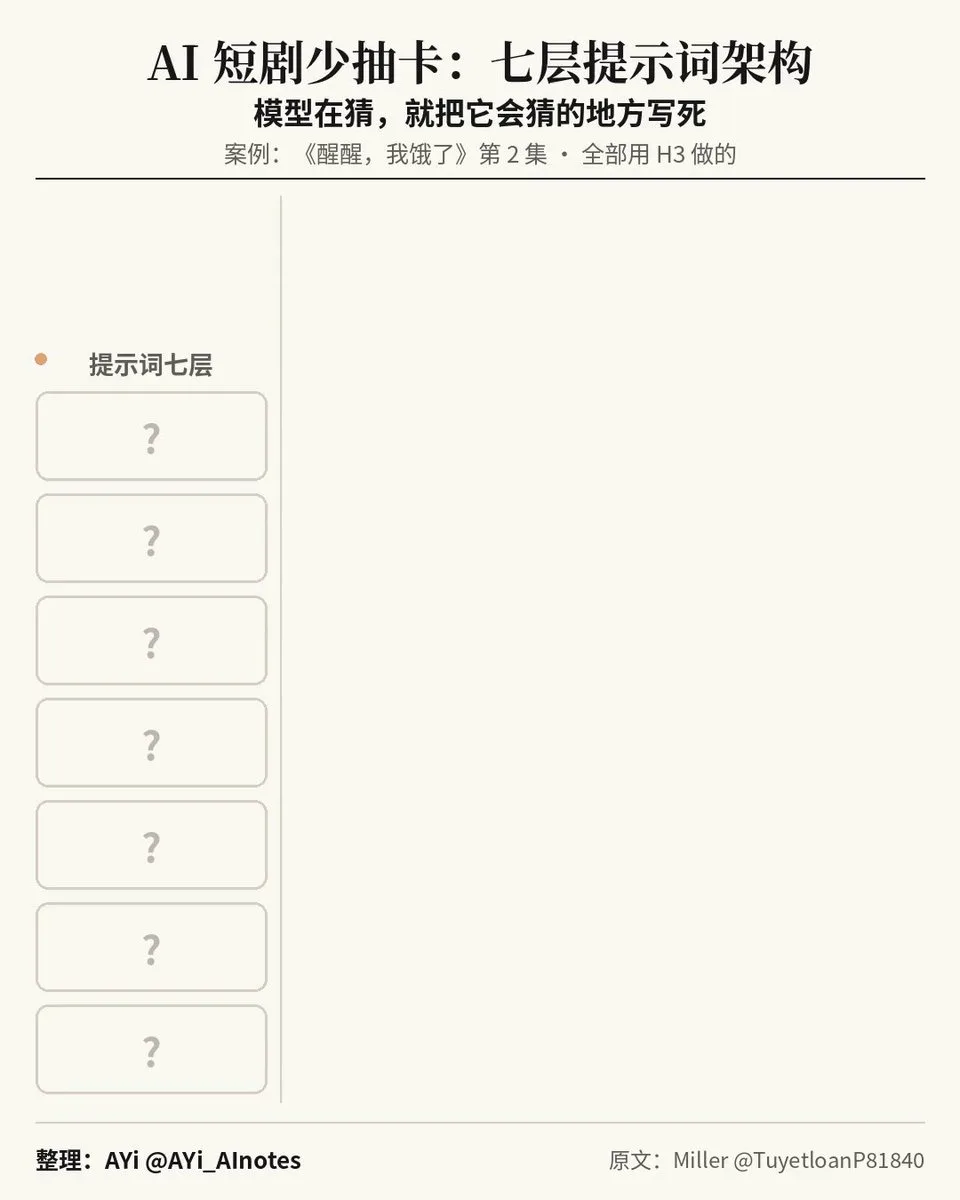 AI 短剧少抽卡：七层提示词架构
模型在猜，就把它会猜的地方写死
案例：《醒醒，我饿了》第 2 集 · 全部用 H3 做的
提示词七层
?
?
?
?
?
?
?
整理：AYi @AYi_AInotes
原文：Miller @TuyetloanP81840